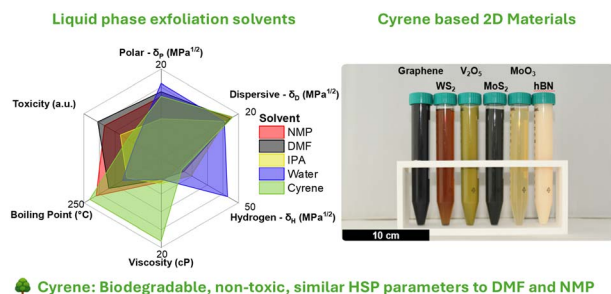 Liquid phase exfoliation solvents
Cyrene based 2D Materials
Polar - δP (MPa1/2)
20
Dispersive - δD (MPa1/2)
20
Toxicity (a.u.)
Solvent
NMP
DMF
IPA
Water
Cyrene
250
Boiling Point (°C)
50
Hydrogen - δH (MPa1/2)
20
Viscosity (cP)
Graphene V2O5 MoO3
WS2 MoS2 hBN
10 cm
Cyrene: Biodegradable, non-toxic, similar HSP parameters to DMF and NMP